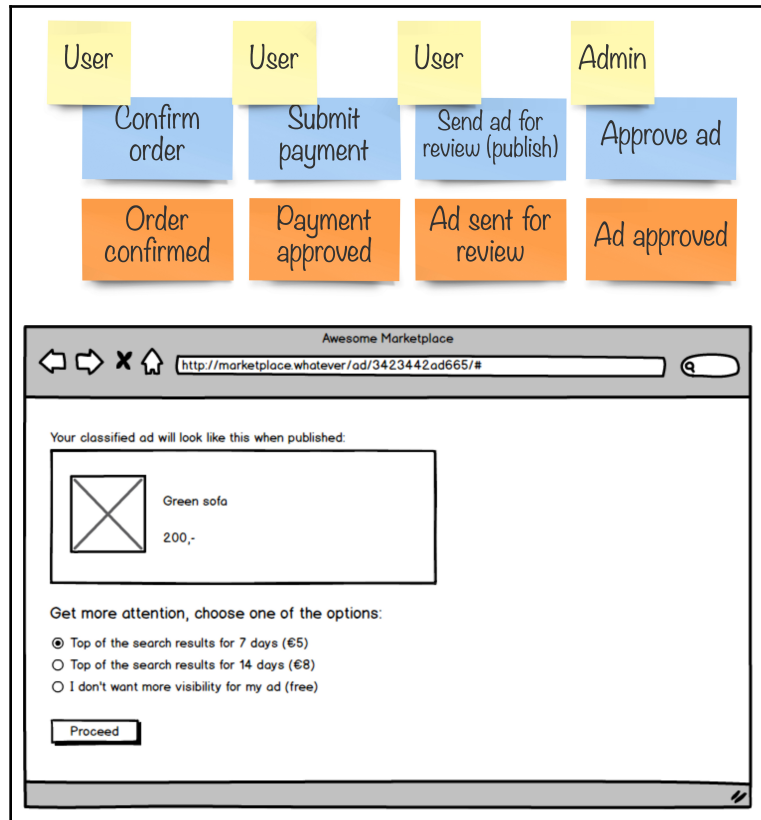 User
User
User
Admin
Confirm
order
Submit
payment
Send ad for
review (publish)
Approve ad
Order
confirmed
Payment
approved
Ad sent for
review
Ad approved
Awesome Marketplace
http://marketplace.whatever/ad/3423442ad665/#
Your classified ad will look like this when published:
Green sofa
200,-
Get more attention, choose one of the options:
Top of the search results for 7 days (€5)
Top of the search results for 14 days (€8)
I don't want more visibility for my ad (free)
Proceed